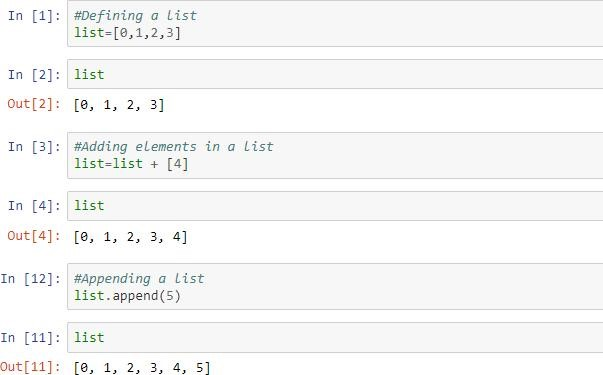 In [1]: #Defining a list
list=[0,1,2,3]
In [2]: list
Out[2]: [0, 1, 2, 3]
In [3]: #Adding elements in a list
list=list + [4]
In [4]: list
Out[4]: [0, 1, 2, 3, 4]
In [12]: #Appending a list
list.append(5)
In [11]: list
Out[11]: [0, 1, 2, 3, 4, 5]